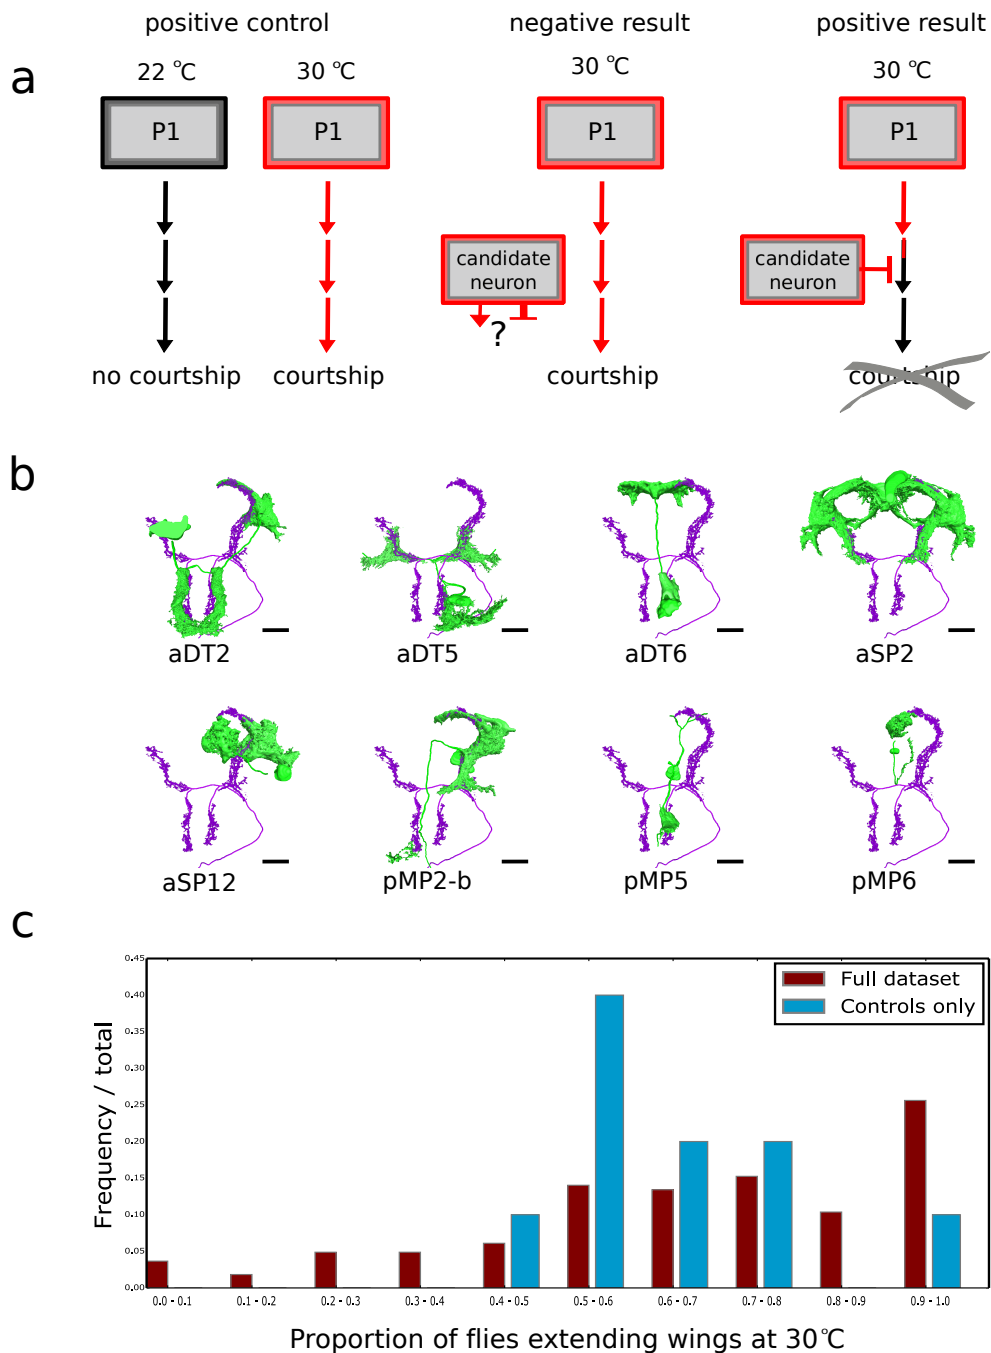 positive control
negative result
positive result
a
22 °C
30 °C
30 °C
30 °C
P1
P1
P1
P1
candidate
neuron
candidate
neuron
?
no courtship
courtship
courtship
courtship
b
aDT2
aDT5
aDT6
aSP2
aSP12
pMP2-b
pMP5
pMP6
c
0.45
0.40
0.35
0.30
0.25
0.20
0.15
0.10
0.05
0.00
Frequency / total
Full dataset
Controls only
0.0 - 0.1
0.1 - 0.2
0.2 - 0.3
0.3 - 0.4
0.4 - 0.5
0.5 - 0.6
0.6 - 0.7
0.7 - 0.8
0.8 - 0.9
0.9 - 1.0
Proportion of flies extending wings at 30°C